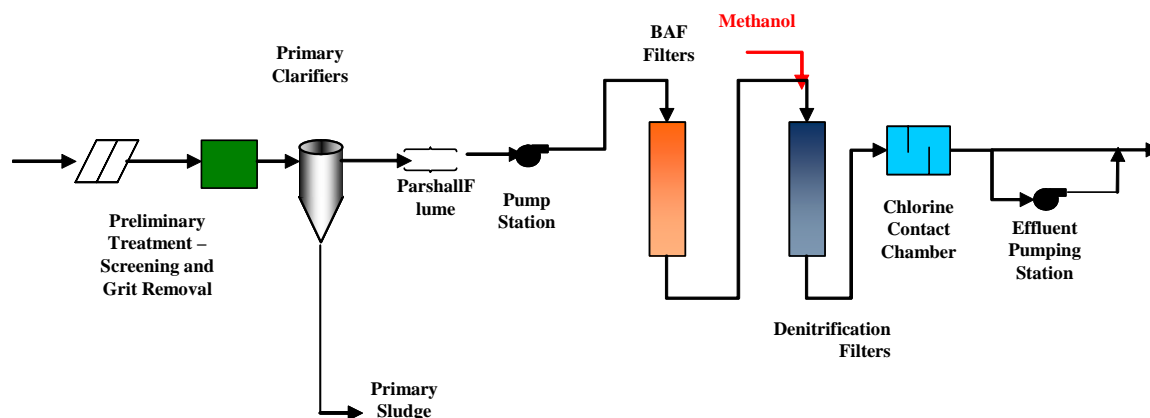 Primary
Clarifiers
BAF
Filters
Methanol
Preliminary
Treatment –
Screening and
Grit Removal
ParshallF
lume
Pump
Station
Chlorine
Contact
Chamber
Effluent
Pumping
Station
Denitrification
Filters
Primary
Sludge